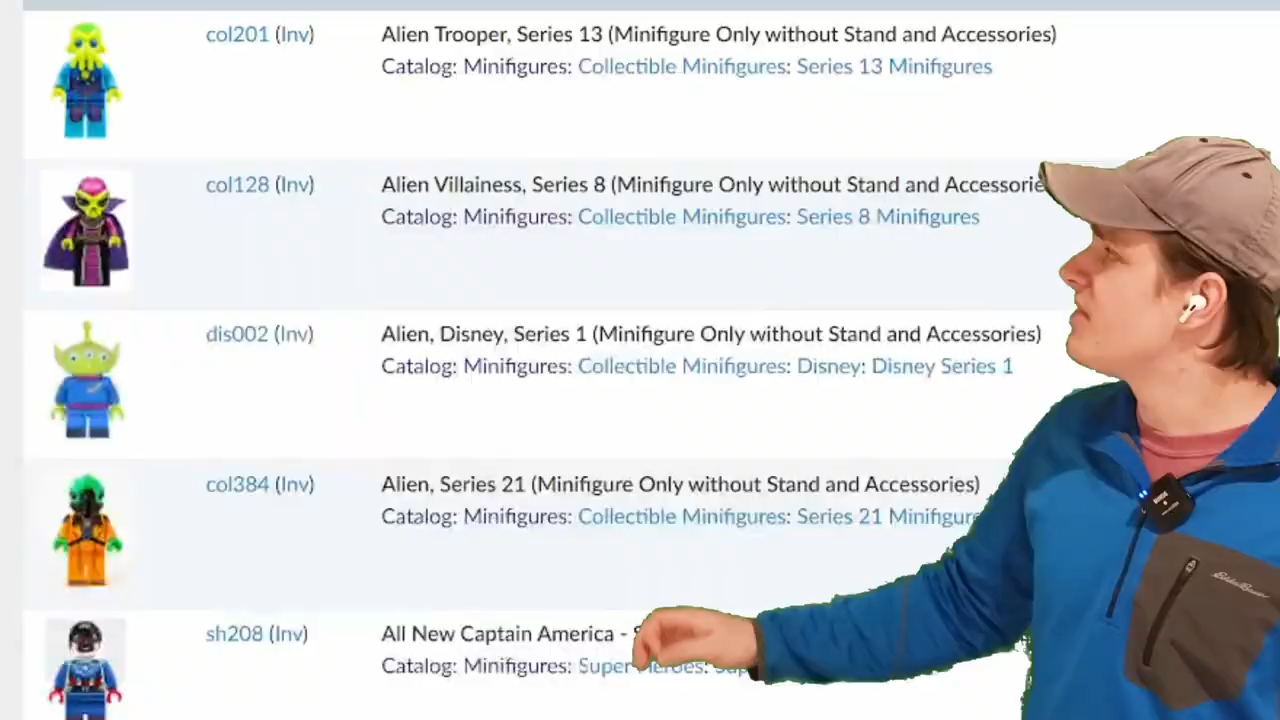 col201 (Inv)
Alien Trooper, Series 13 (Minifigure Only without Stand and Accessories)
Catalog: Minifigures: Collectible Minifigures: Series 13 Minifigures
col128 (Inv)
Alien Villainess, Series 8 (Minifigure Only without Stand and Accessorie
Catalog: Minifigures: Collectible Minifigures: Series 8 Minifigures
dis002 (Inv)
Alien, Disney, Series 1 (Minifigure Only without Stand and Accessories)
Catalog: Minifigures: Collectible Minifigures: Disney: Disney Series 1
col384 (Inv)
Alien, Series 21 (Minifigure Only without Stand and Accessories)
Catalog: Minifigures: Collectible Minifigures: Series 21 Minifigur
sh208 (Inv)
All New Captain America -
Catalog: Minifigures: Super Heroes:
Eddie Bauer